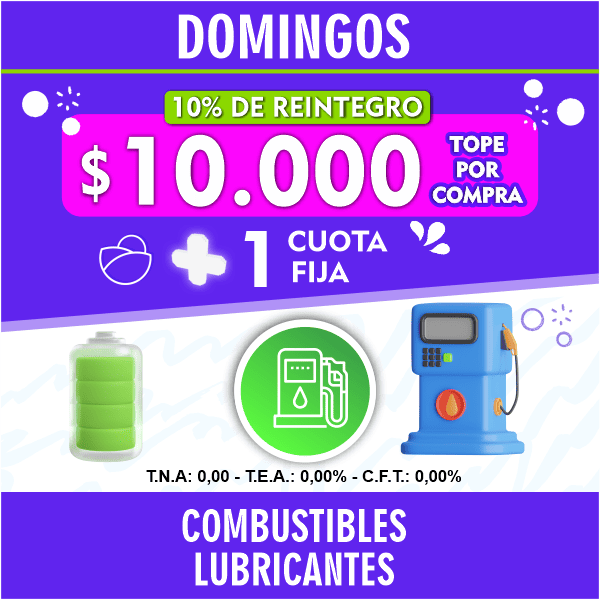 DOMINGOS
10% DE REINTEGRO
$10.000
TOPE
POR
COMPRA
1 CUOTA
FIJA
T.N.A: 0,00 - T.E.A.: 0,00% - C.F.T.: 0,00%
COMBUSTIBLES
LUBRICANTES